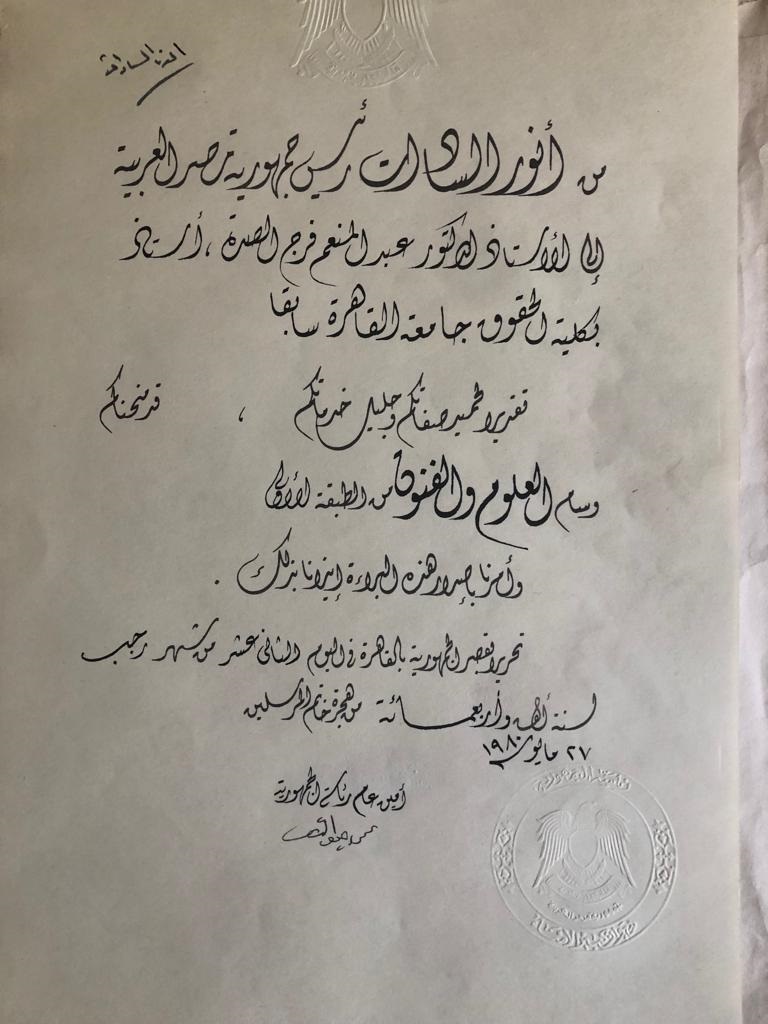 أنور السادات
من أنور السادات رئيس جمهورية مصر العربية
إلى الأستاذ الدكتور عبد المنعم فرج الصدة ، أستاذ
بكلية الحقوق جامعة القاهرة سابقا
تقديرا لحميد صفاتكم وجليل خدماتكم ، قد منحناكم
وسام العلوم والفنون من الطبقة الأولى
وأمرنا بإصدار هذه البراءة إيذانا بذلك .
تحريرا بقصر الجمهورية بالقاهرة فى اليوم الثانى عشر من شهر رجب
لسنة ألف وأربعمائة من هجرة خاتم المرسلين
٢٧ مايو سنة ١٩٨٠
أمين عام رئاسة الجمهورية